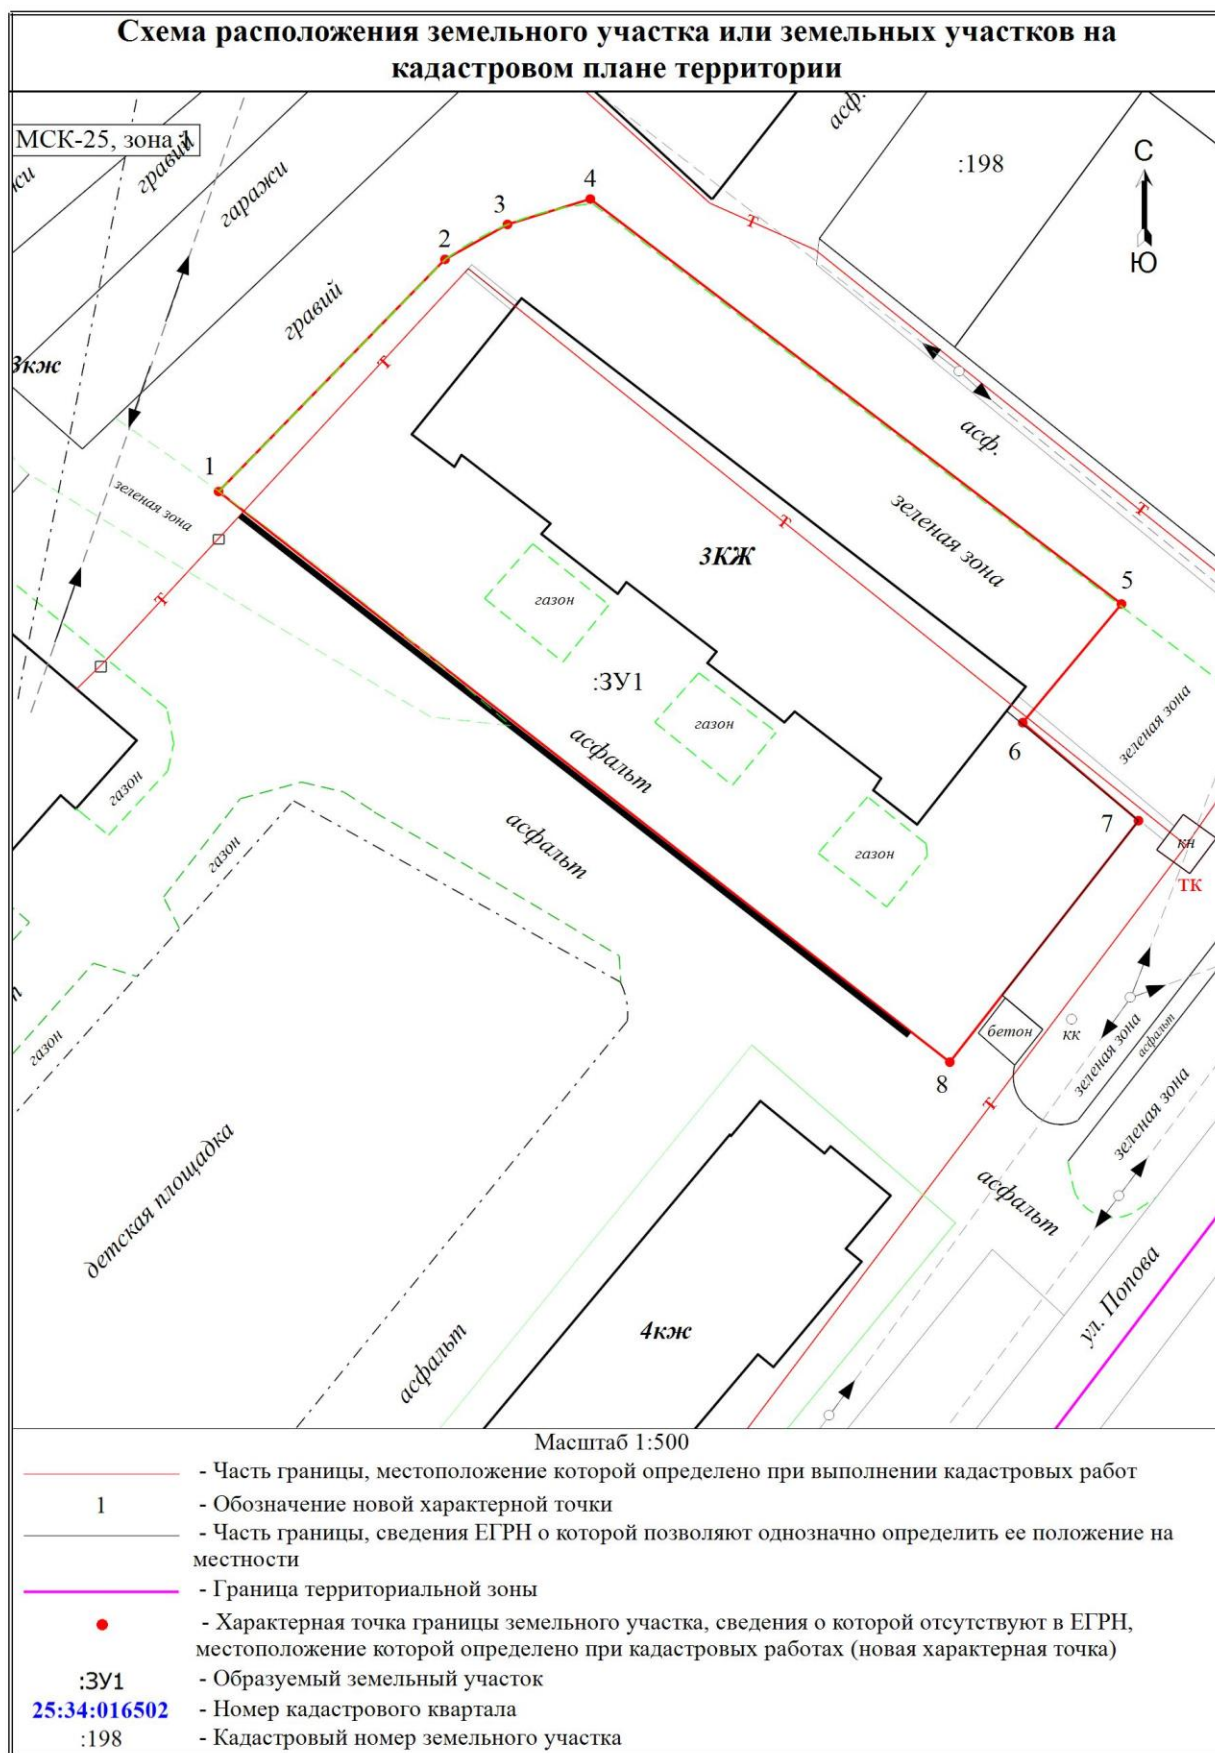 Схема расположения земельного участка или земельных участков на
кадастровом плане территории
МСК-25, зона 1
гравий
гаражи
жи
асф.
:198
С
Ю
4
3
2
Т
гравий
Т
3кж
асф.
1
зеленая зона
Т
зеленая зона
Т
Т
3КЖ
газон
5
:ЗУ1
газон
зеленая зона
6
асфальт
газон
7
асфальт
кн
газон
газон
ТК
т
бетон
кк
зеленая зона
асфальт
газон
8
Т
зеленая зона
детская площадка
асфальт
ул. Попова
4кж
асфальт
Масштаб 1:500
- Часть границы, местоположение которой определено при выполнении кадастровых работ
1 - Обозначение новой характерной точки
- Часть границы, сведения ЕГРН о которой позволяют однозначно определить ее положение на
местности
- Граница территориальной зоны
- Характерная точка границы земельного участка, сведения о которой отсутствуют в ЕГРН,
местоположение которой определено при кадастровых работах (новая характерная точка)
:ЗУ1 - Образуемый земельный участок
25:34:016502 - Номер кадастрового квартала
:198 - Кадастровый номер земельного участка